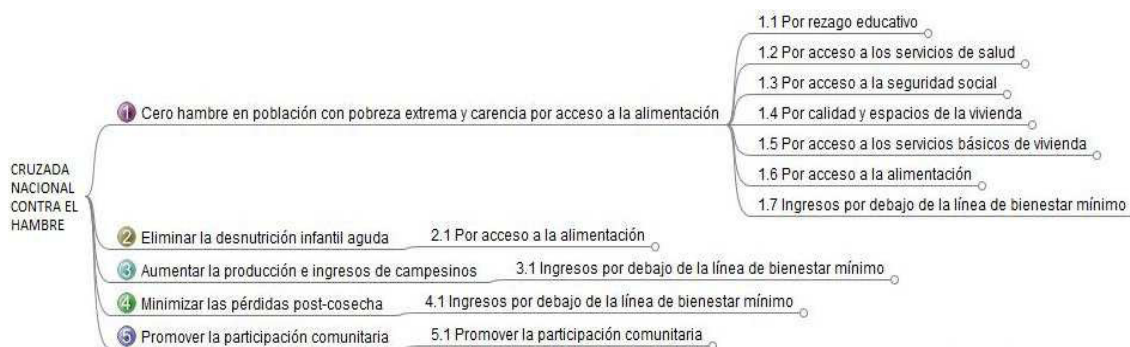 CRUZADA
NACIONAL
CONTRA EL
HAMBRE
1 Cero hambre en población con pobreza extrema y carencia por acceso a la alimentación
1.1 Por rezago educativo
1.2 Por acceso a los servicios de salud
1.3 Por acceso a la seguridad social
1.4 Por calidad y espacios de la vivienda
1.5 Por acceso a los servicios básicos de vivienda
1.6 Por acceso a la alimentación
1.7 Ingresos por debajo de la línea de bienestar mínimo
2 Eliminar la desnutrición infantil aguda
2.1 Por acceso a la alimentación
3 Aumentar la producción e ingresos de campesinos
3.1 Ingresos por debajo de la línea de bienestar mínimo
4 Minimizar las pérdidas post-cosecha
4.1 Ingresos por debajo de la línea de bienestar mínimo
5 Promover la participación comunitaria
5.1 Promover la participación comunitaria